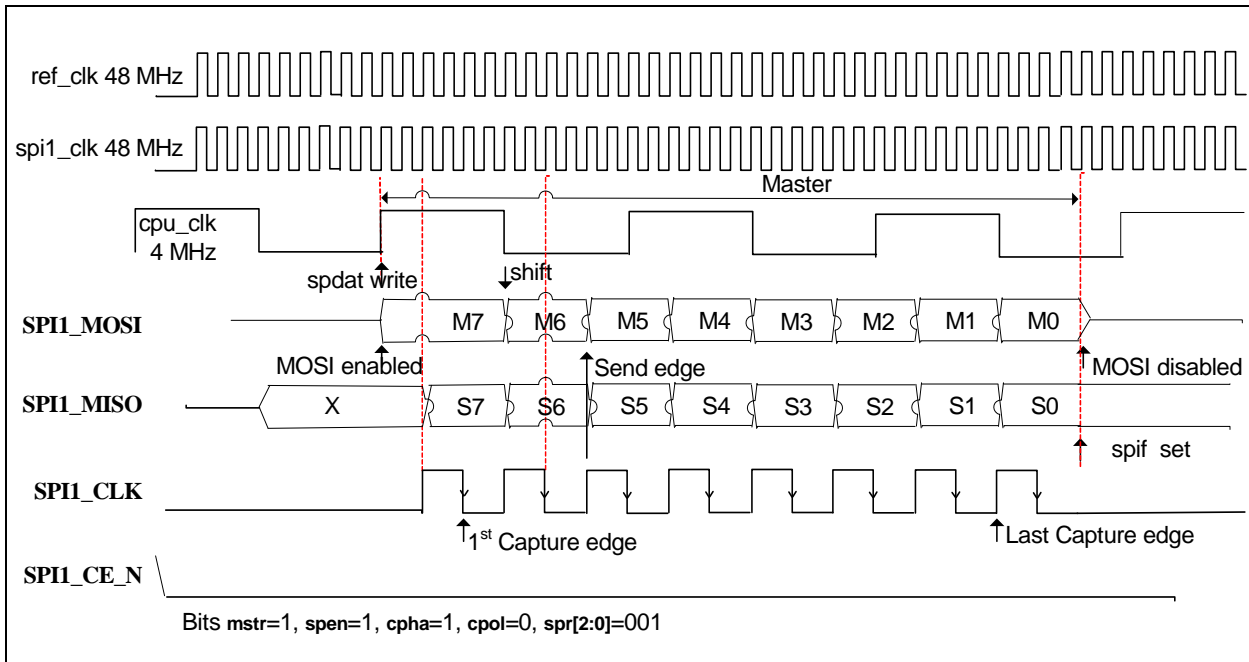 ref_clk 48 MHz
spi1_clk 48 MHz
Master
cpu_clk
4 MHz
spdat write
shift
SPI1_MOSI
M7 M6 M5 M4 M3 M2 M1 M0
MOSI enabled
Send edge
MOSI disabled
SPI1_MISO
X S7 S6 S5 S4 S3 S2 S1 S0
spif set
SPI1_CLK
1st Capture edge
Last Capture edge
SPI1_CE_N
Bits mstr=1, spen=1, cpha=1, cpol=0, spr[2:0]=001